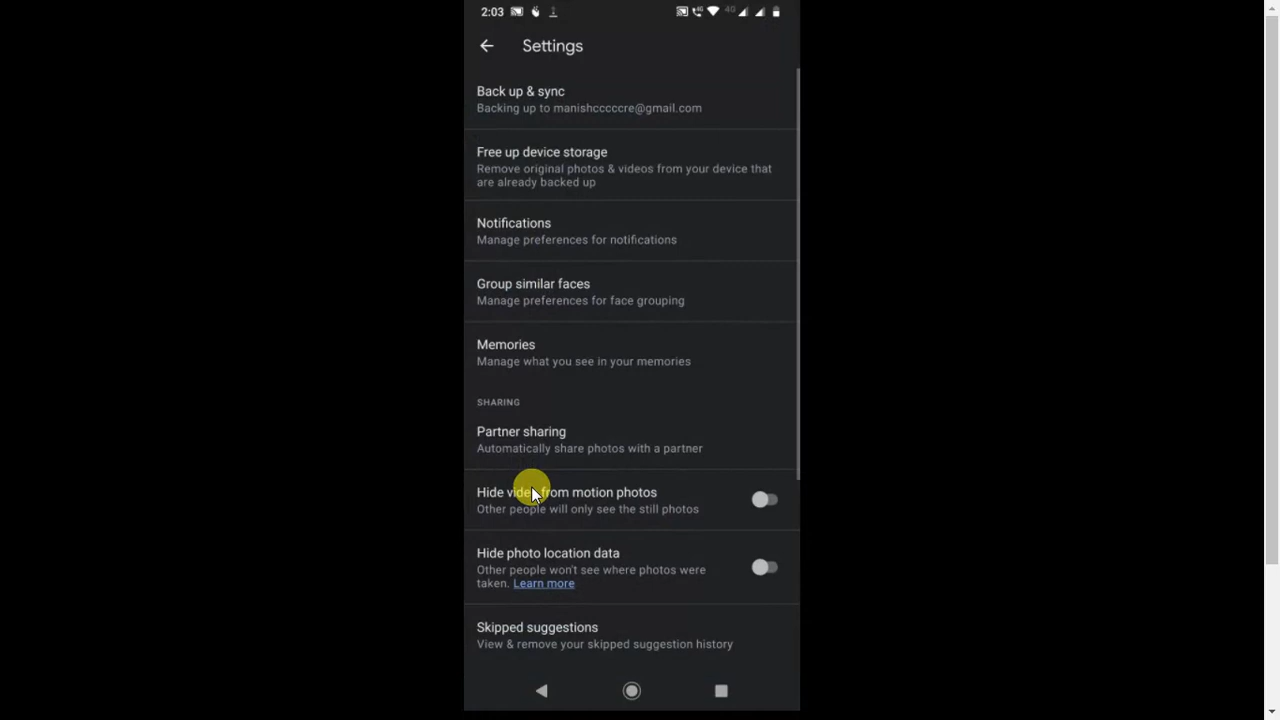 2:03
4G
Settings
Back up & sync
Backing up to manishcccccre@gmail.com
Free up device storage
Remove original photos & videos from your device that
are already backed up
Notifications
Manage preferences for notifications
Group similar faces
Manage preferences for face grouping
Memories
Manage what you see in your memories
SHARING
Partner sharing
Automatically share photos with a partner
Hide video from motion photos
Other people will only see the still photos
Hide photo location data
Other people won't see where photos were
taken. Learn more
Skipped suggestions
View & remove your skipped suggestion history